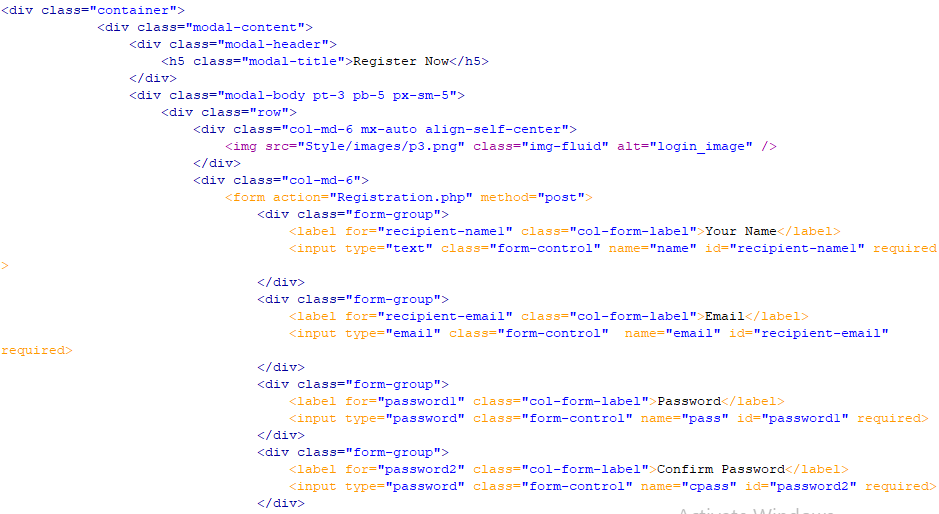 <div class="container">
<div class="modal-content">
<div class="modal-header">
<h5 class="modal-title">Register Now</h5>
</div>
<div class="modal-body pt-3 pb-5 px-sm-5">
<div class="row">
<div class="col-md-6 mx-auto align-self-center">
<img src="Style/images/p3.png" class="img-fluid" alt="login_image" />
</div>
<div class="col-md-6">
<form action="Registration.php" method="post">
<div class="form-group">
<label for="recipient-name1" class="col-form-label">Your Name</label>
<input type="text" class="form-control" name="name" id="recipient-name1" required
>
</div>
<div class="form-group">
<label for="recipient-email" class="col-form-label">Email</label>
<input type="email" class="form-control"  name="email" id="recipient-email"
required>
</div>
<div class="form-group">
<label for="password1" class="col-form-label">Password</label>
<input type="password" class="form-control" name="pass" id="password1" required>
</div>
<div class="form-group">
<label for="password2" class="col-form-label">Confirm Password</label>
<input type="password" class="form-control" name="cpass" id="password2" required>
</div>
Activate Windows